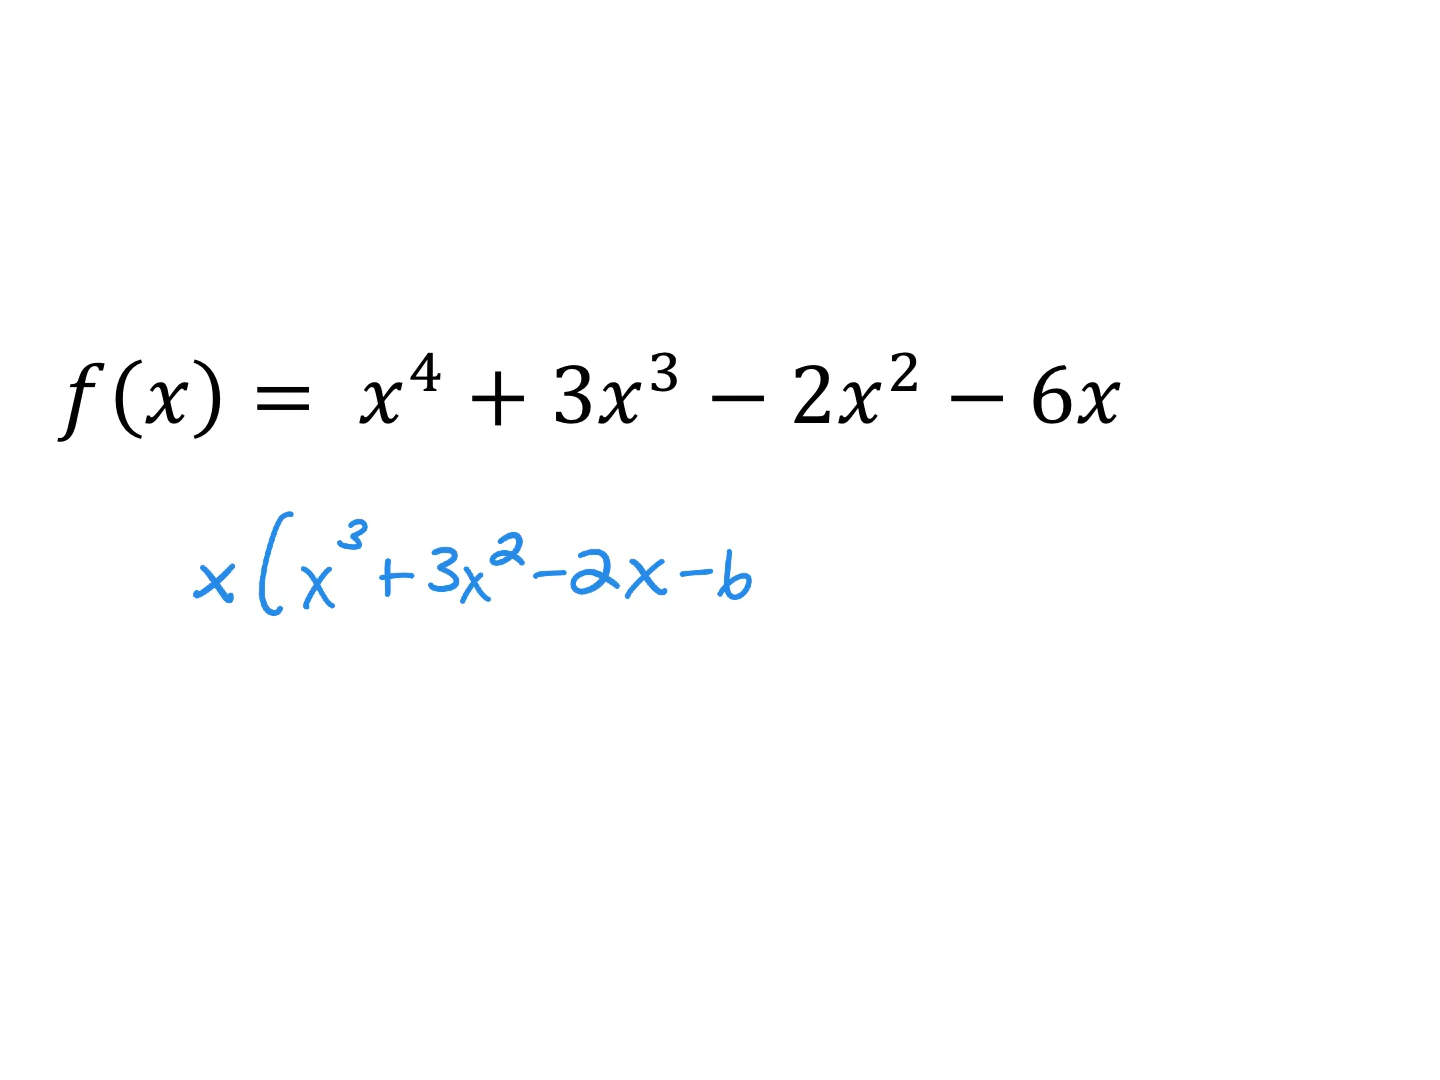 f(x) = x⁴ + 3x³ − 2x² − 6x
x(x³+3x²-2x-6